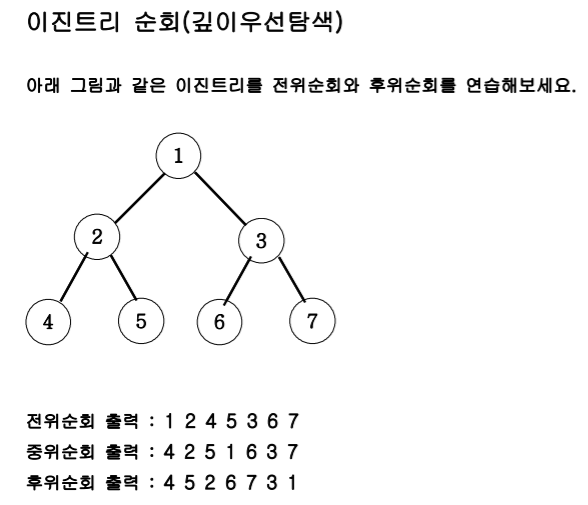 이진트리 순회(깊이우선탐색)
아래 그림과 같은 이진트리를 전위순회와 후위순회를 연습해보세요.
1
2 3
4 5 6 7
전위순회 출력 : 1 2 4 5 3 6 7
중위순회 출력 : 4 2 5 1 6 3 7
후위순회 출력 : 4 5 2 6 7 3 1